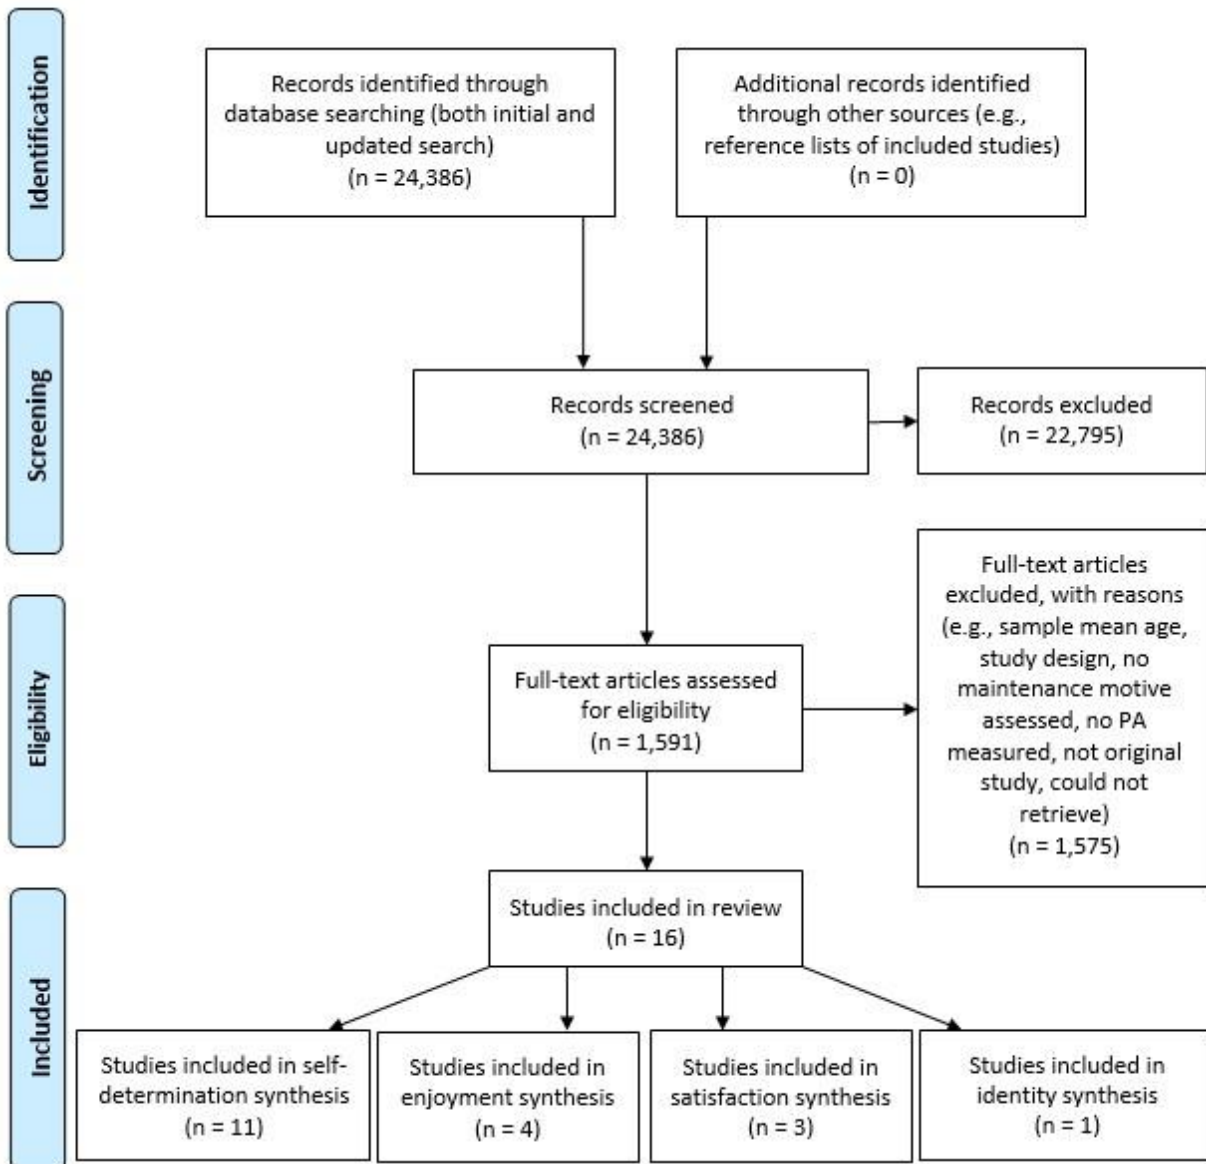 Identification
Records identified through
database searching (both initial and
updated search)
(n = 24,386)
Additional records identified
through other sources (e.g.,
reference lists of included studies)
(n = 0)
Screening
Records screened
(n = 24,386)
Records excluded
(n = 22,795)
Eligibility
Full-text articles assessed
for eligibility
(n = 1,591)
Full-text articles
excluded, with reasons
(e.g., sample mean age,
study design, no
maintenance motive
assessed, no PA
measured, not original
study, could not
retrieve)
(n = 1,575)
Included
Studies included in review
(n = 16)
Studies included in self-
determination synthesis
(n = 11)
Studies included in
enjoyment synthesis
(n = 4)
Studies included in
satisfaction synthesis
(n = 3)
Studies included in
identity synthesis
(n = 1)